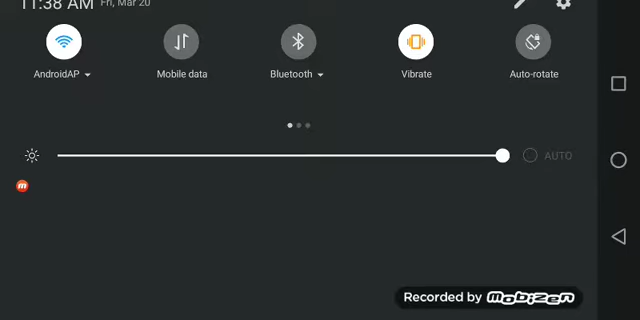 11:38 AM Fri, Mar 20
AndroidAP
Mobile data
Bluetooth
Vibrate
Auto-rotate
AUTO
m
Recorded by mobizen